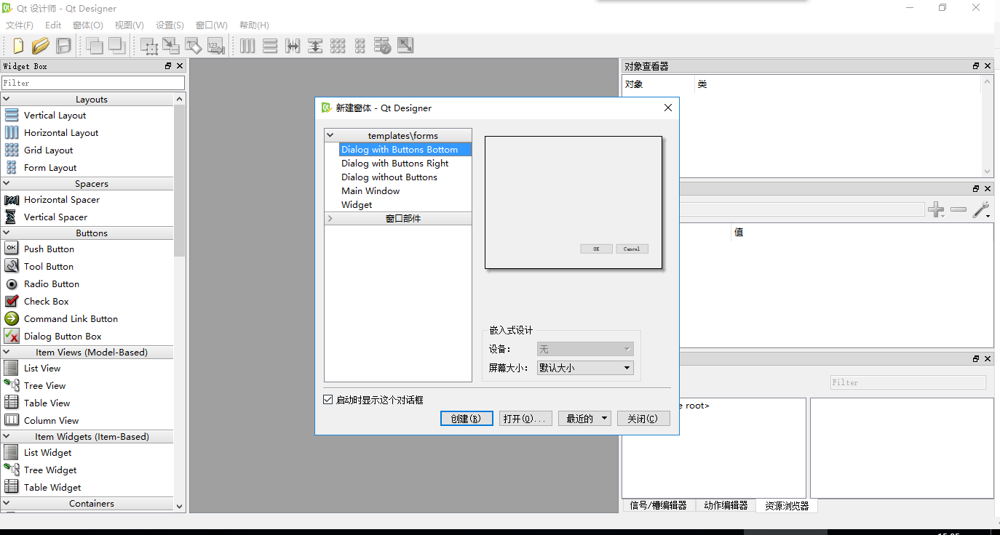 Qt 设计师 - Qt Designer
文件(F) Edit 窗体(O) 视图(V) 设置(S) 窗口(W) 帮助(H)
123
Widget Box
Filter
Layouts
Vertical Layout
Horizontal Layout
Grid Layout
Form Layout
Spacers
Horizontal Spacer
Vertical Spacer
Buttons
OK Push Button
Tool Button
Radio Button
Check Box
Command Link Button
Dialog Button Box
Item Views (Model-Based)
List View
Tree View
Table View
Column View
Item Widgets (Item-Based)
List Widget
Tree Widget
Table Widget
Containers
新建窗体 - Qt Designer
templates\forms
Dialog with Buttons Bottom
Dialog with Buttons Right
Dialog without Buttons
Main Window
Widget
窗口部件
OK Cancel
嵌入式设计
设备: 无
屏幕大小: 默认大小
启动时显示这个对话框
创建(R) 打开(O)... 最近的 关闭(C)
对象查看器
对象 类
值
Filter
e root>
信号/槽编辑器 动作编辑器 资源浏览器